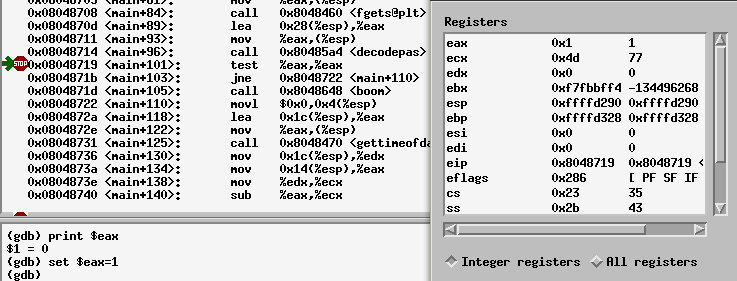 0x08048708 <main+84>: call 0x8048460 <fgets@plt>
0x0804870d <main+89>: lea 0x28(%esp),%eax
0x08048711 <main+93>: mov %eax,(%esp)
0x08048714 <main+96>: call 0x80485a4 <decodepas>
STOP 0x08048719 <main+101>: test %eax,%eax
0x0804871b <main+103>: jne 0x8048722 <main+110>
0x0804871d <main+105>: call 0x8048648 <boom>
0x08048722 <main+110>: movl $0x0,0x4(%esp)
0x0804872a <main+118>: lea 0x1c(%esp),%eax
0x0804872e <main+122>: mov %eax,(%esp)
0x08048731 <main+125>: call 0x8048470 <gettimeofda
0x08048736 <main+130>: mov 0x1c(%esp),%edx
0x0804873a <main+134>: mov 0x14(%esp),%eax
0x0804873e <main+138>: mov %edx,%ecx
0x08048740 <main+140>: sub %eax,%ecx
(gdb) print $eax
$1 = 0
(gdb) set $eax=1
(gdb)
Registers
eax 0x1 1
ecx 0x4d 77
edx 0x0 0
ebx 0xf7fbbff4 -134496268
esp 0xffffd290 0xffffd290
ebp 0xffffd328 0xffffd328
esi 0x0 0
edi 0x0 0
eip 0x8048719 0x8048719 <
eflags 0x286 [ PF SF IF
cs 0x23 35
ss 0x2b 43
Integer registers All registers